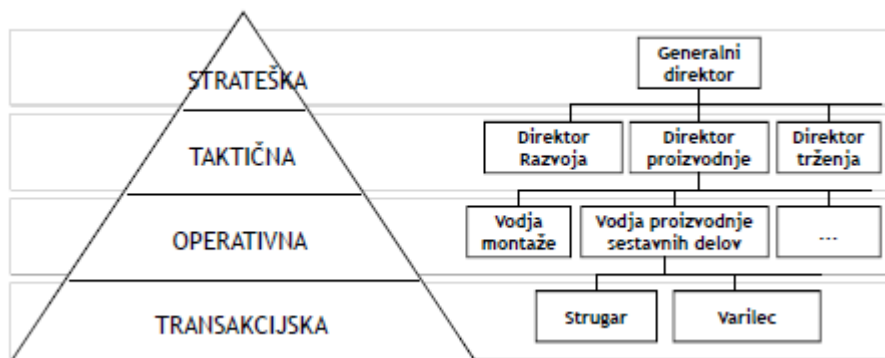 STRATEŠKA
Generalni
direktor
TAKTIČNA
Direktor
Razvoja
Direktor
proizvodnje
Direktor
trženja
OPERATIVNA
Vodja
montaže
Vodja proizvodnje
sestavnih delov
---
TRANSAKCIJSKA
Strugar
Varilec